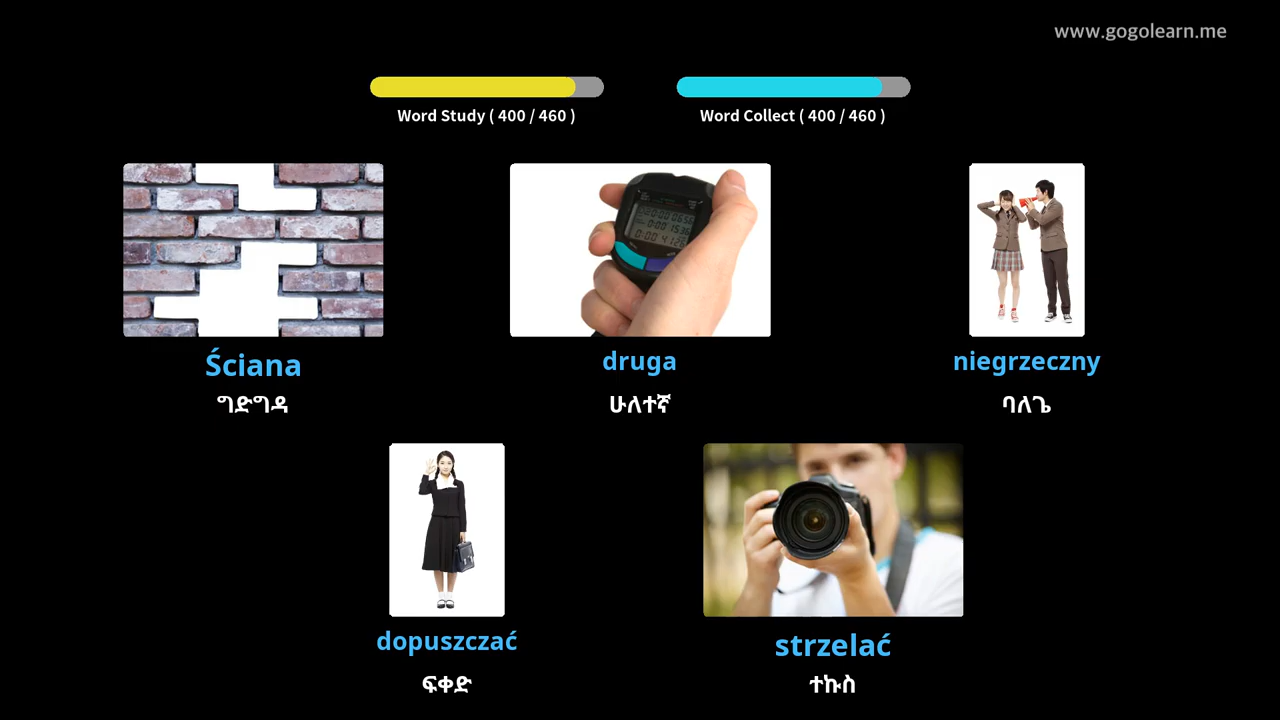 www.gogolearn.me
Word Study ( 400 / 460 )
Word Collect ( 400 / 460 )
Ściana
druga
niegrzeczny
ግድግዳ
ሁለተኛ
ባለጌ
dopuszczać
strzelać
ፍቀድ
ተኩስ